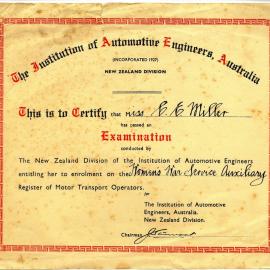 The Institution of Automotive Engineers, Australia
(INCORPORATED 1937)
NEW ZEALAND DIVISION
This is to Certify that Miss E. E. Miller
has passed an
Examination
conducted by
The New Zealand Division of the Institution of Automotive Engineers
entitling her to enrolment on the Womens War Service Auxiliary
Register of Motor Transport Operators.
For
The Institution of Automotive
Engineers, Australia.
New Zealand Division.
Chairman